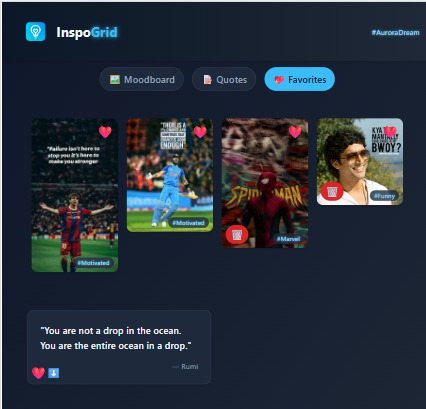 InspoGrid
#AuroraDream
Moodboard
Quotes
Favorites
"Failure isn't here to
stop you it's here to
make you stronger
#Motivated
"THERE IS A
ENOUGH"
#Motivated
SPIDER-MAN
#Marvel
KYA
BWOY?
#Funny
"You are not a drop in the ocean.
You are the entire ocean in a drop."
— Rumi